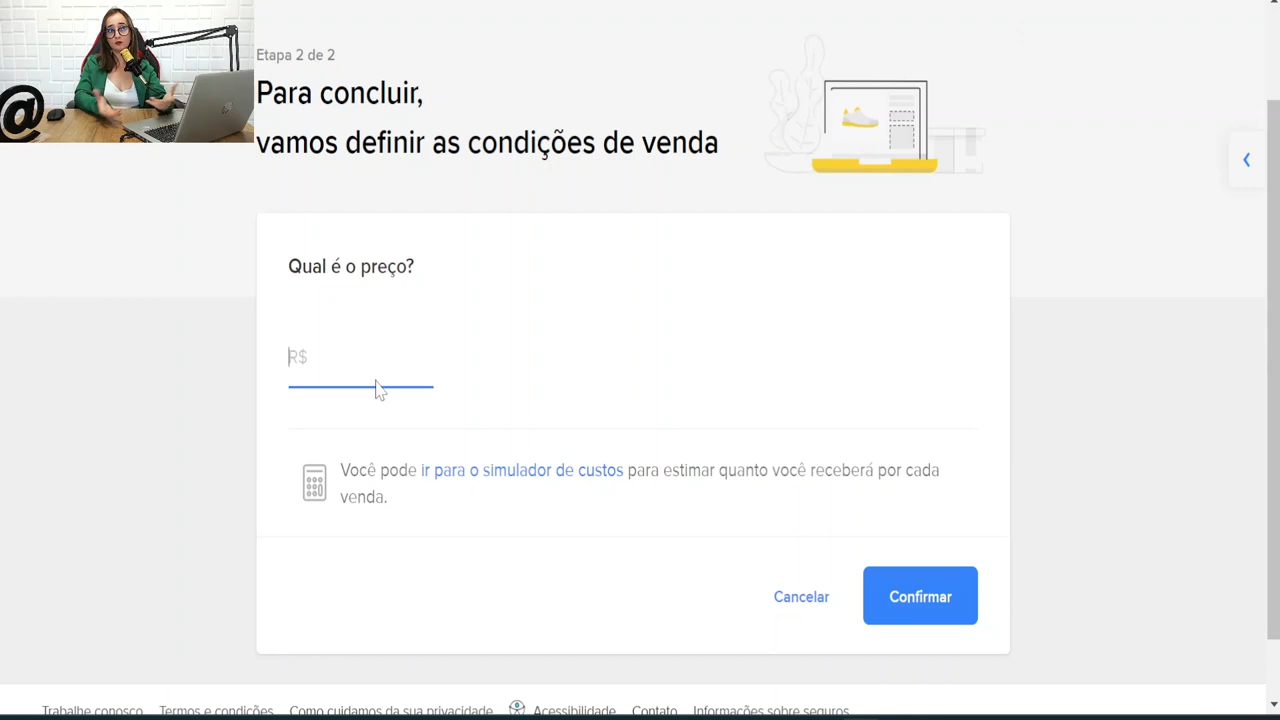 @
Etapa 2 de 2
Para concluir,
vamos definir as condições de venda
Qual é o preço?
R$
Você pode ir para o simulador de custos para estimar quanto você receberá por cada
venda.
Cancelar
Confirmar
Trabalhe conosco Termos e condições Como cuidamos da sua privacidade Acessibilidade Contato Informações sobre seguros